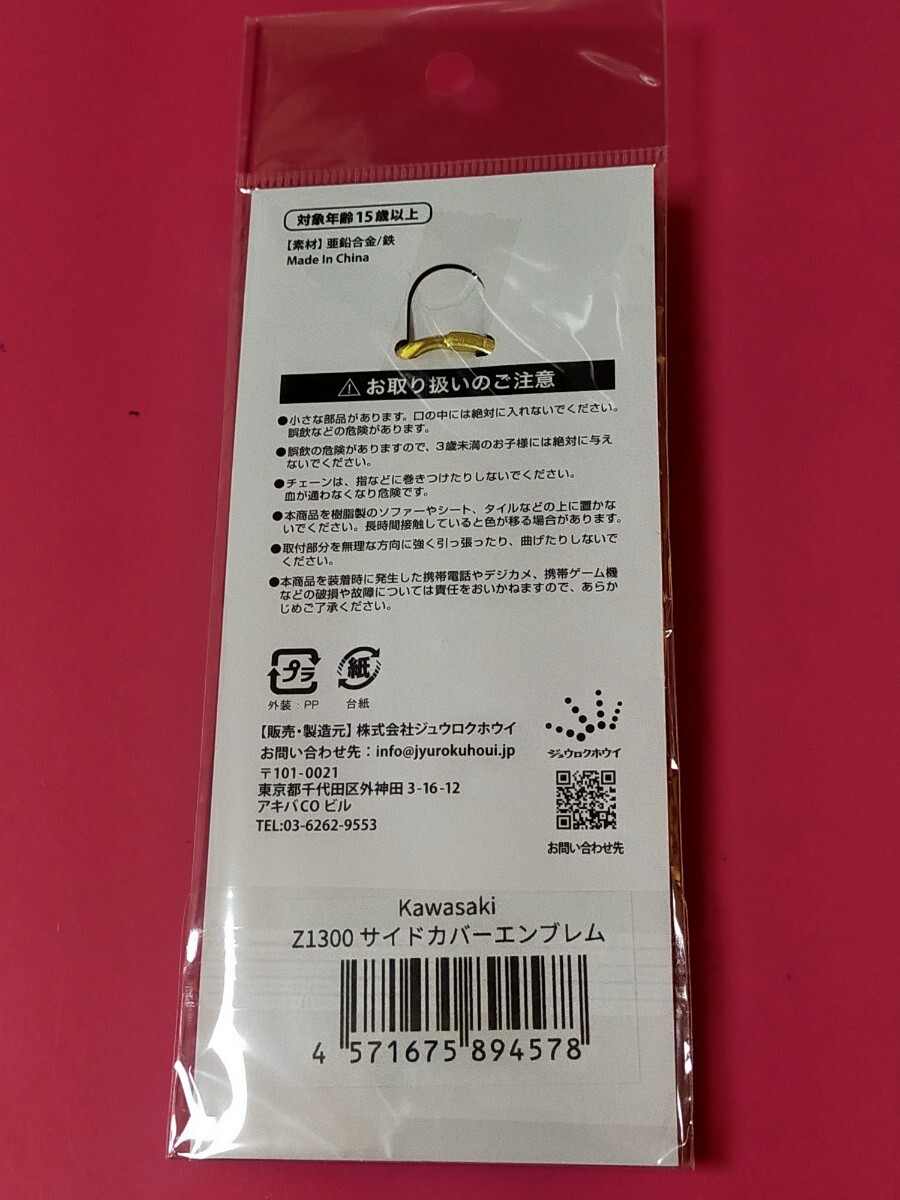 対象年齢15歳以上
【素材】亜鉛合金/鉄
Made In China
お取り扱いのご注意
●小さな部品があります。口の中には絶対に入れないでください。
誤飲などの危険があります。
●誤飲の危険がありますので、3歳未満のお子様には絶対に与え
ないでください。
●チェーンは、指などに巻きつけたりしないでください。
血が通わなくなり危険です。
●本商品を樹脂製のソファーやシート、タイルなどの上に置かな
いでください。長時間接触していると色が移る場合があります。
●取付部分を無理な方向に強く引っ張ったり、曲げたりしないで
ください。
●本商品を装着時に発生した携帯電話やデジカメ、携帯ゲーム機
などの破損や故障については責任をおいかねますので、あらか
じめご了承ください。
プラ
紙
外装:PP
台紙
【販売・製造元】株式会社ジュウロクホウイ
お問い合わせ先:info@jyurokuhoui.jp
〒101-0021
東京都千代田区外神田 3-16-12
アキバCO ビル
TEL:03-6262-9553
ジュウロクホウイ
お問い合わせ先
Kawasaki
Z1300 サイドカバーエンブレム
4 571675 894578